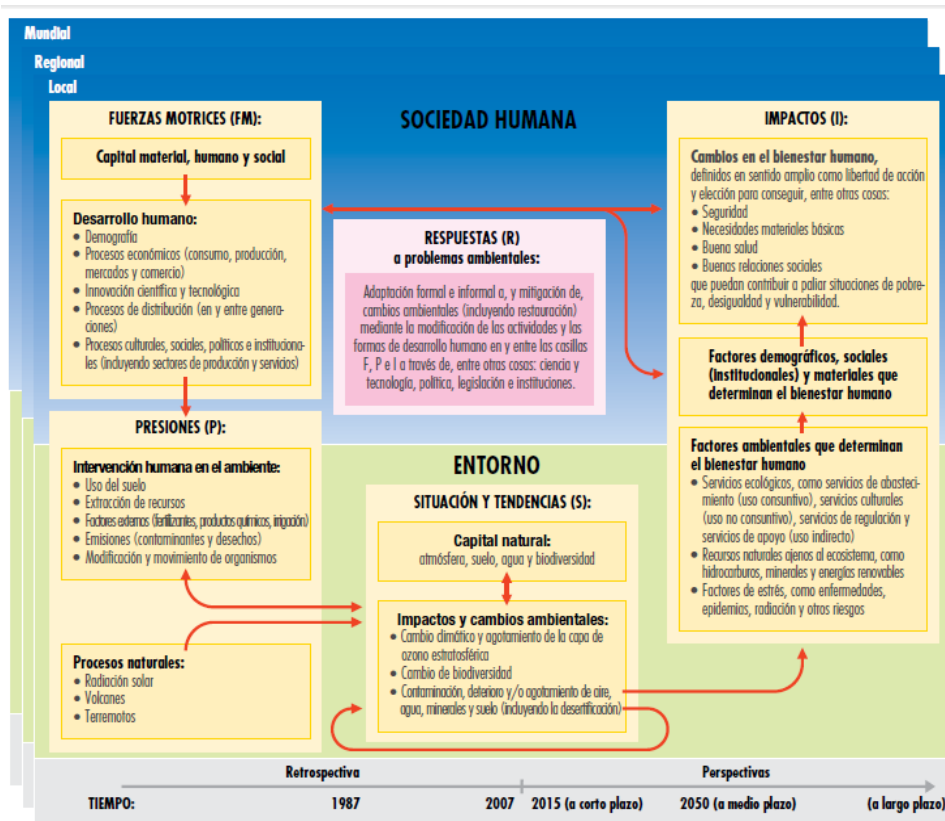 Mundial
Regional
Local
FUERZAS MOTRICES (FM):
Capital material, humano y social
Desarrollo humano:
• Demografía
• Procesos económicos (consumo, producción,
mercados y comercio)
• Innovación científica y tecnológica
• Procesos de distribución (en y entre genera-
ciones)
• Procesos culturales, sociales, políticos e instituciona-
les (incluyendo sectores de producción y servicios)
PRESIONES (P):
Intervención humana en el ambiente:
• Uso del suelo
• Extracción de recursos
• Factores externos (fertilizantes, productos químicos, irrigación)
• Emisiones (contaminantes y desechos)
• Modificación y movimiento de organismos
Procesos naturales:
• Radiación solar
• Volcanes
• Terremotos
SOCIEDAD HUMANA
RESPUESTAS (R)
a problemas ambientales:
Adaptación formal e informal a, y mitigación de,
cambios ambientales (incluyendo restauración)
mediante la modificación de las actividades y las
formas de desarrollo humano en y entre las casillas
F, P e I a través de, entre otras cosas: ciencia y
tecnología, política, legislación e instituciones.
ENTORNO
SITUACIÓN Y TENDENCIAS (S):
Capital natural:
atmósfera, suelo, agua y biodiversidad
Impactos y cambios ambientales:
• Cambio climático y agotamiento de la capa de
ozono estratosférica
• Cambio de biodiversidad
• Contaminación, deterioro y/o agotamiento de aire,
agua, minerales y suelo (incluyendo la desertificación)
IMPACTOS (I):
Cambios en el bienestar humano,
definidos en sentido amplio como libertad de acción
y elección para conseguir, entre otras cosas:
• Seguridad
• Necesidades materiales básicas
• Buena salud
• Buenas relaciones sociales
que puedan contribuir a paliar situaciones de pobre-
za, desigualdad y vulnerabilidad.
Factores demográficos, sociales
(institucionales) y materiales que
determinan el bienestar humano
Factores ambientales que determinan
el bienestar humano
• Servicios ecológicos, como servicios de abasteci-
miento (uso consuntivo), servicios culturales
(uso no consuntivo), servicios de regulación y
servicios de apoyo (uso indirecto)
• Recursos naturales ajenos al ecosistema, como
hidrocarburos, minerales y energías renovables
• Factores de estrés, como enfermedades,
epidemias, radiación y otros riesgos
Retrospectiva Perspectivas
TIEMPO: 1987 2007 2015 (a corto plazo) 2050 (a medio plazo) (a largo plazo)